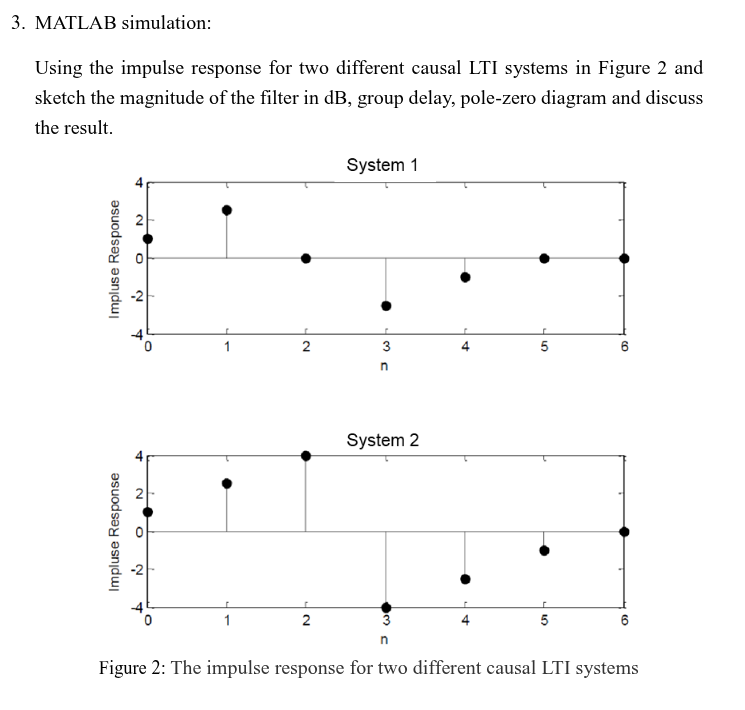 3. MATLAB simulation:
Using the impulse response for two different causal LTI systems in Figure 2 and
sketch the magnitude of the filter in dB, group delay, pole-zero diagram and discuss
the result.
System 1
Impluse Response
4
2
0
-2
-4
0 1 2 3 4 5 6
n
System 2
Impluse Response
4
2
0
-2
-4
0 1 2 3 4 5 6
n
Figure 2: The impulse response for two different causal LTI systems